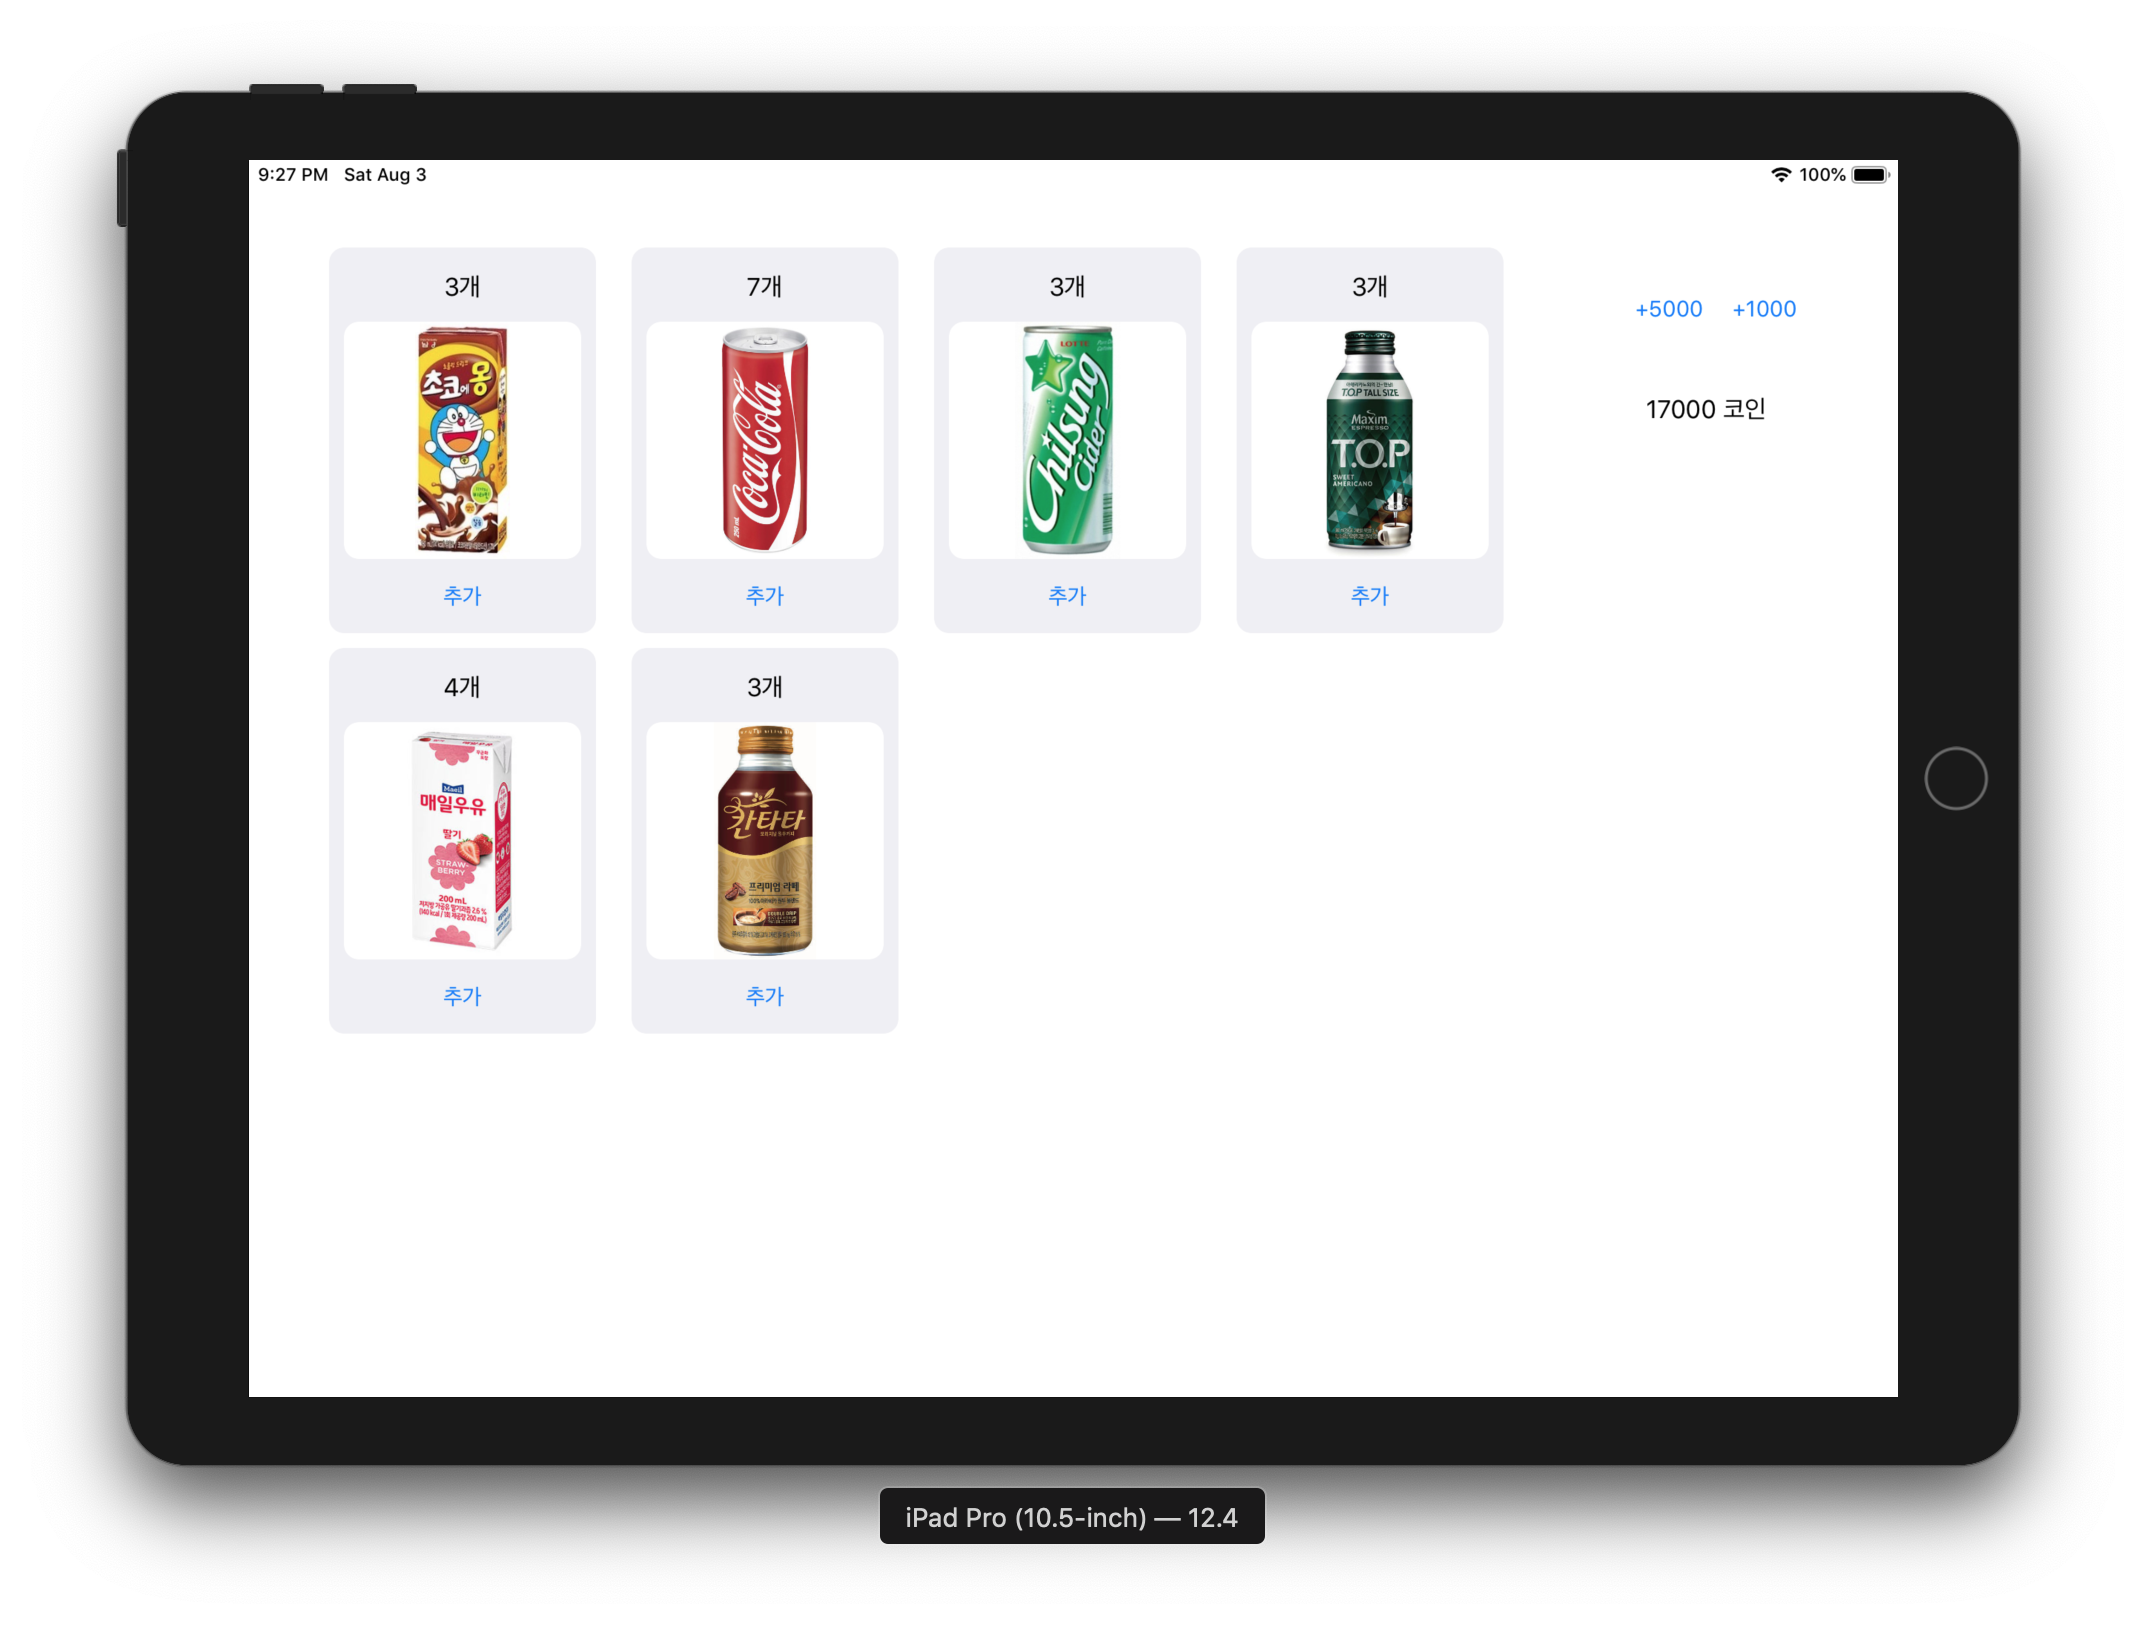 9:27 PM Sat Aug 3
100%
3개
7개
3개
3개
+5000 +1000
17000 코인
초코에몽
Coca-Cola
250 mL
LOTTE
Chilsung
Cider
T.O.P TALL SIZE
Maxim
ESPRESSO
T.O.P
SWEET
AMERICANO
추가
추가
추가
추가
4개
3개
Maeil
매일우유
딸기
STRAW-
BERRY
200 mL
칸타타
프리미엄 라떼
추가
추가
iPad Pro (10.5-inch) — 12.4